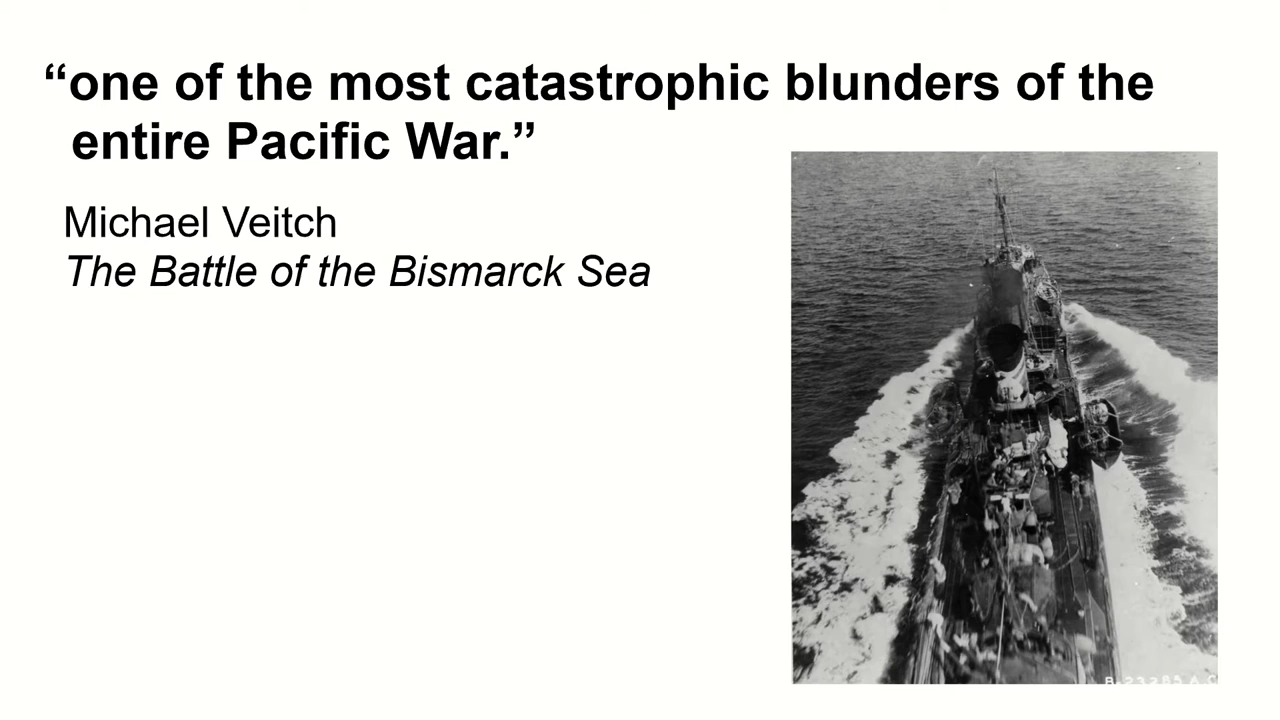 “one of the most catastrophic blunders of the
entire Pacific War.”
Michael Veitch
The Battle of the Bismarck Sea
B-23285 A C